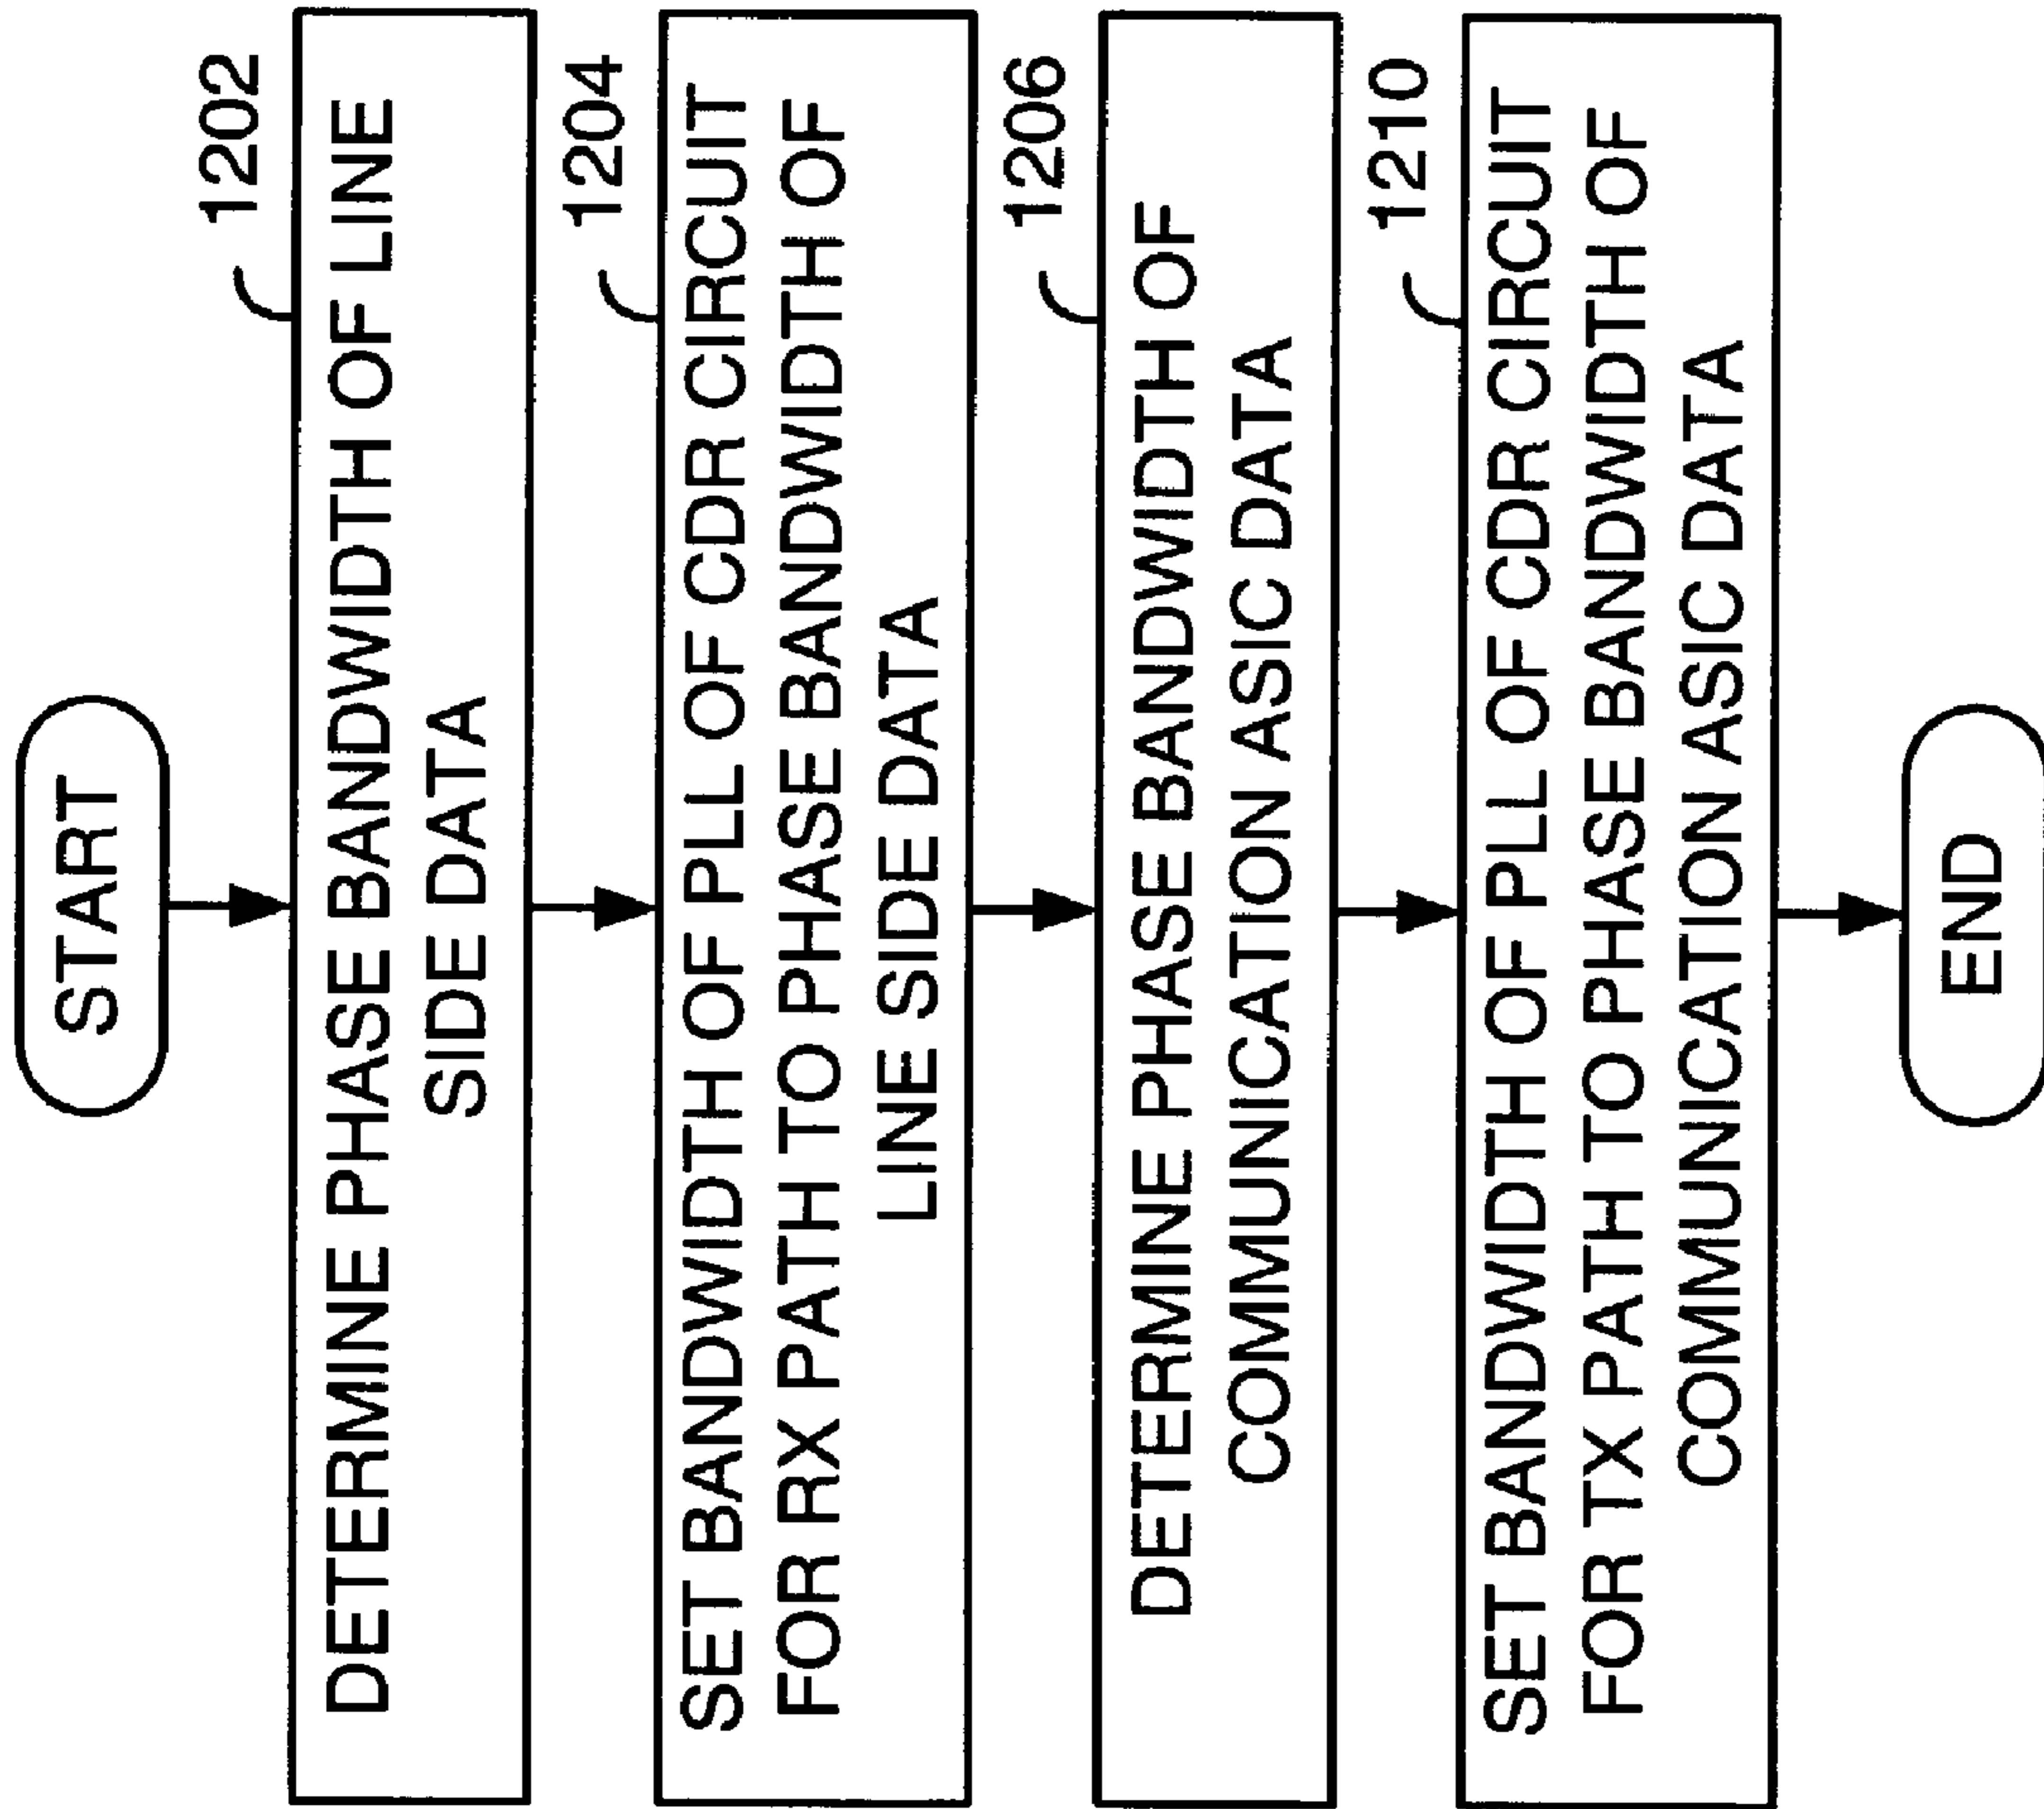 START
1202
DETERMINE PHASE BANDWIDTH OF LINE
SIDE DATA
1204
SET BANDWIDTH OF PLL OF CDR CIRCUIT
FOR RX PATH TO PHASE BANDWIDTH OF
LINE SIDE DATA
1206
DETERMINE PHASE BANDWIDTH OF
COMMUNICATION ASIC DATA
1210
SET BANDWIDTH OF PLL OF CDR CIRCUIT
FOR TX PATH TO PHASE BANDWIDTH OF
COMMUNICATION ASIC DATA
END